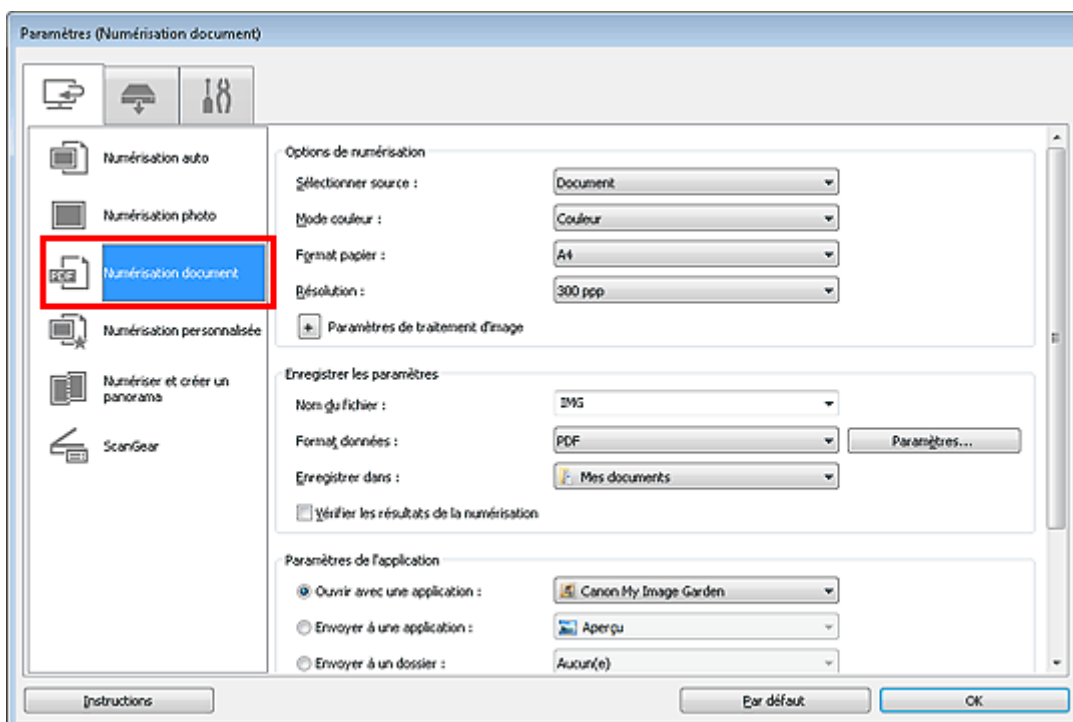 Paramètres (Numérisation document)
Numérisation auto
Numérisation photo
PDF
Numérisation document
Numérisation personnalisée
Numériser et créer un
panorama
ScanGear
Options de numérisation
Sélectionner source : Document
Mode couleur : Couleur
Format papier : A4
Résolution : 300 ppp
+ Paramètres de traitement d'image
Enregistrer les paramètres
Nom du fichier : IMG
Format données : PDF Paramètres...
Enregistrer dans : Mes documents
Vérifier les résultats de la numérisation
Paramètres de l'application
Ouvrir avec une application : Canon My Image Garden
Envoyer à une application : Aperçu
Envoyer à un dossier : Aucun(e)
Instructions Par défaut OK